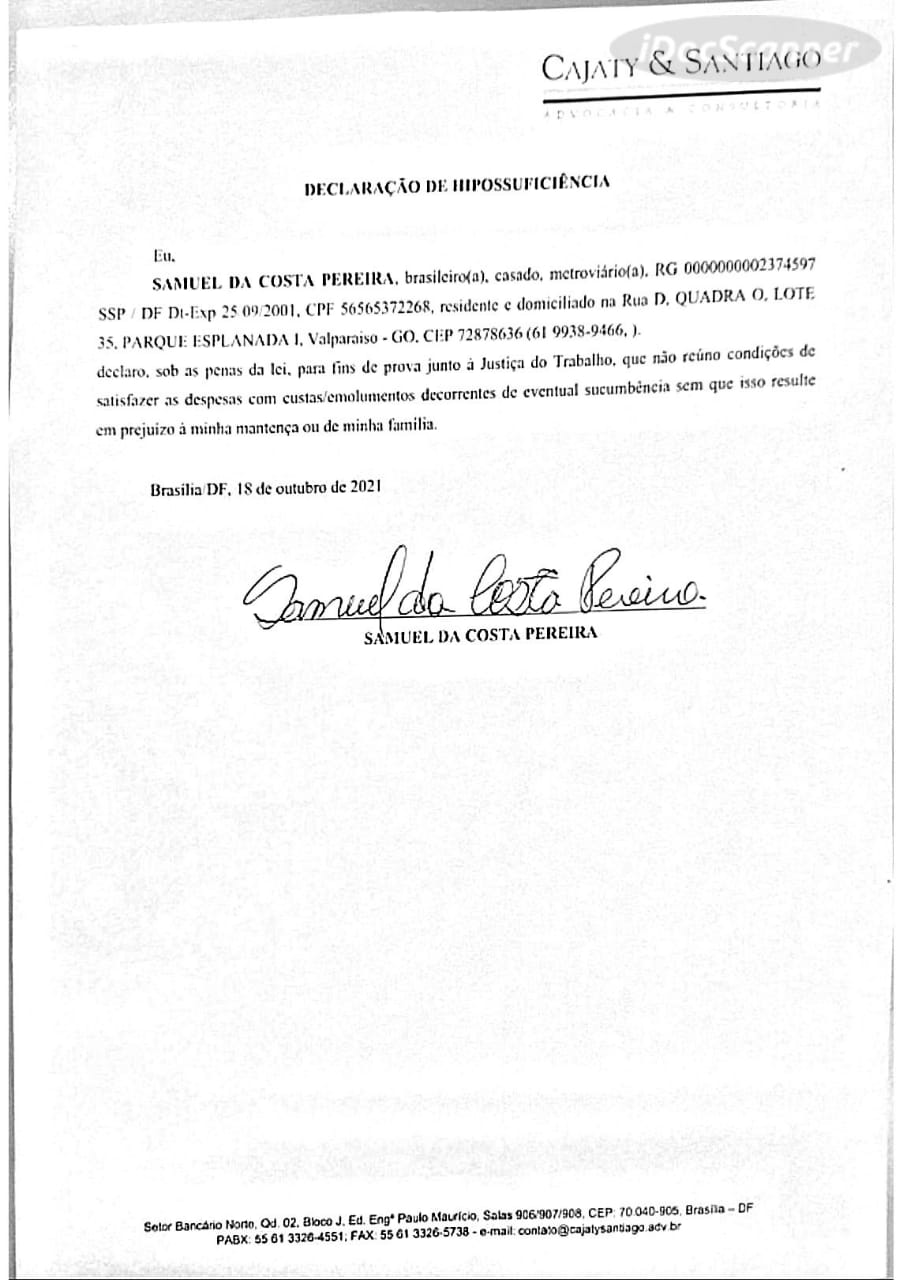 iDocScanner
CAJATY & SANTIAGO
ADVOCACIA & CONSULTORIA
DECLARAÇÃO DE HIPOSSUFICIÊNCIA
Eu,
SAMUEL DA COSTA PEREIRA, brasileiro(a), casado, metroviário(a), RG 0000000002374597
SSP / DF Dt-Exp 25/09/2001, CPF 56565372268, residente e domiciliado na Rua D, QUADRA O, LOTE
35, PARQUE ESPLANADA I, Valparaiso - GO, CEP 72878636 (61 9938-9466, ).
declaro, sob as penas da lei, para fins de prova junto à Justiça do Trabalho, que não reúno condições de
satisfazer as despesas com custas/emolumentos decorrentes de eventual sucumbência sem que isso resulte
em prejuízo à minha mantença ou de minha família.
Brasília/DF, 18 de outubro de 2021
Samuel da Costa Pereira.
SAMUEL DA COSTA PEREIRA
Setor Bancário Norte, Qd. 02, Bloco J, Ed. Engª Paulo Maurício, Salas 906/907/908, CEP: 70.040-905, Brasília – DF
PABX: 55 61 3326-4551; FAX: 55 61 3326-5738 - e-mail: contato@cajatysantiago.adv.br